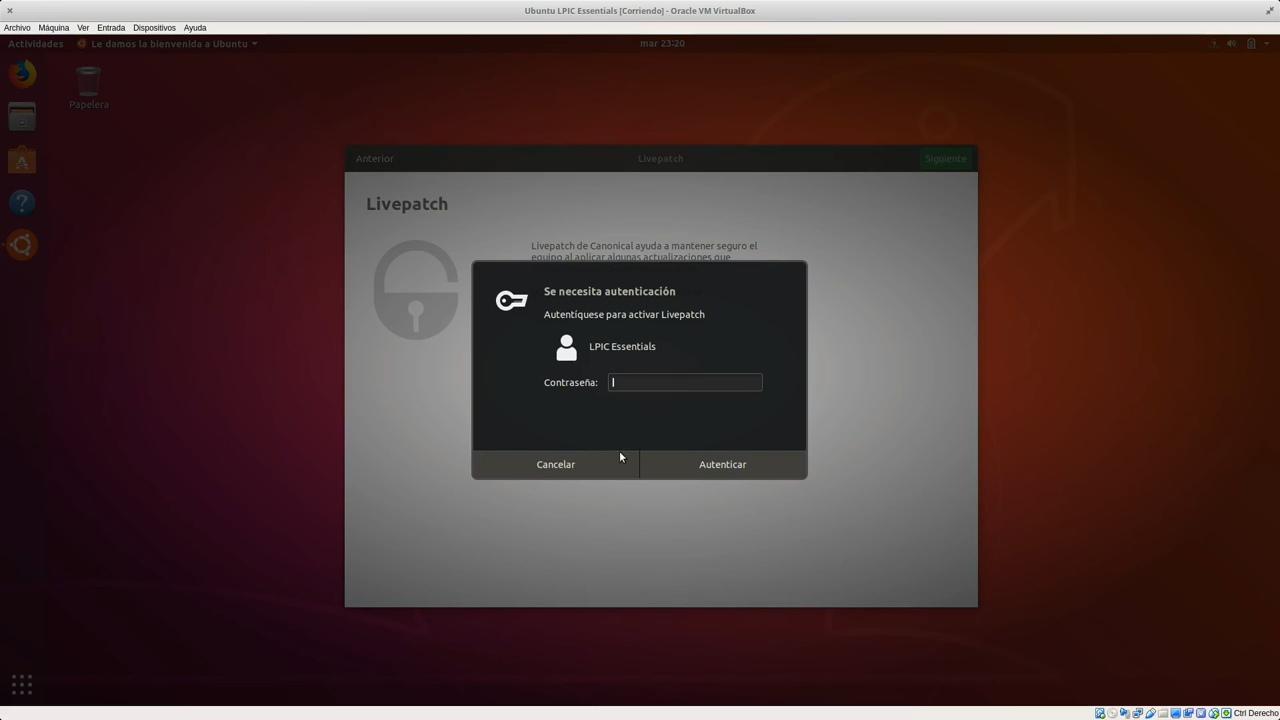 Ubuntu LPIC Essentials [Corriendo] - Oracle VM VirtualBox
Archivo Máquina Ver Entrada Dispositivos Ayuda
Actividades Le damos la bienvenida a Ubuntu mar 23:20
Papelera
Anterior Livepatch Siguiente
Livepatch
Livepatch de Canonical ayuda a mantener seguro el
equipo al aplicar algunas actualizaciones que
Se necesita autenticación
Autentíquese para activar Livepatch
LPIC Essentials
Contraseña:
Cancelar Autenticar
Ctrl Derecho